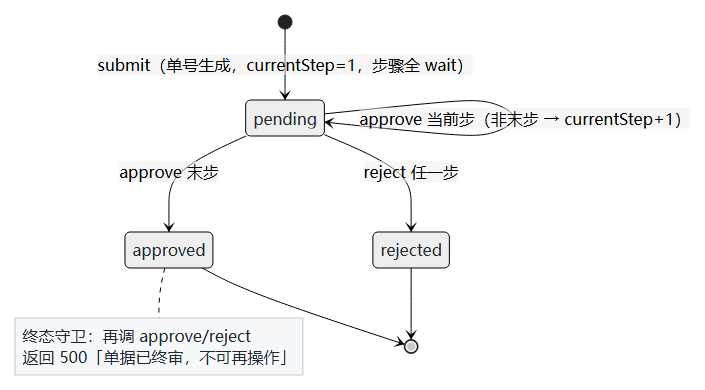 submit（单号生成，currentStep=1，步骤全 wait）
pending
approve 当前步（非末步 → currentStep+1）
approve 末步
reject 任一步
approved
rejected
终态守卫：再调 approve/reject
返回 500「单据已终审，不可再操作」